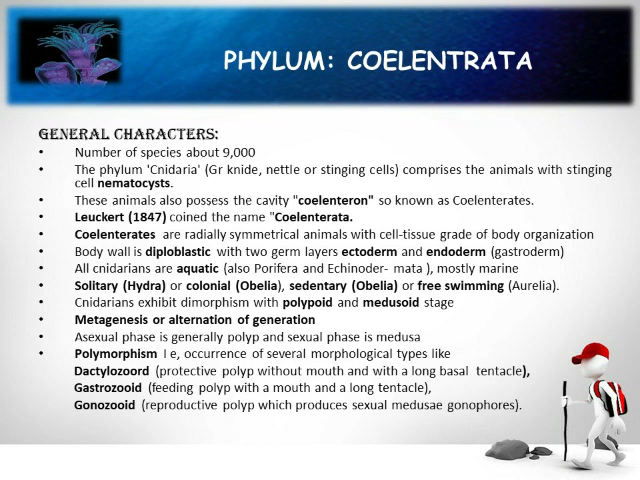 PHYLUM: COELENTRATA
GENERAL CHARACTERS:
• Number of species about 9,000
• The phylum 'Cnidaria' (Gr knide, nettle or stinging cells) comprises the animals with stinging
cell nematocysts.
• These animals also possess the cavity "coelenteron" so known as Coelenterates.
• Leuckert (1847) coined the name "Coelenterata.
• Coelenterates are radially symmetrical animals with cell-tissue grade of body organization
• Body wall is diploblastic with two germ layers ectoderm and endoderm (gastroderm)
• All cnidarians are aquatic (also Porifera and Echinoder- mata ), mostly marine
• Solitary (Hydra) or colonial (Obelia), sedentary (Obelia) or free swimming (Aurelia).
• Cnidarians exhibit dimorphism with polypoid and medusoid stage
• Metagenesis or alternation of generation
• Asexual phase is generally polyp and sexual phase is medusa
• Polymorphism I e, occurrence of several morphological types like
Dactylozoord (protective polyp without mouth and with a long basal tentacle),
Gastrozooid (feeding polyp with a mouth and a long tentacle),
Gonozooid (reproductive polyp which produces sexual medusae gonophores).